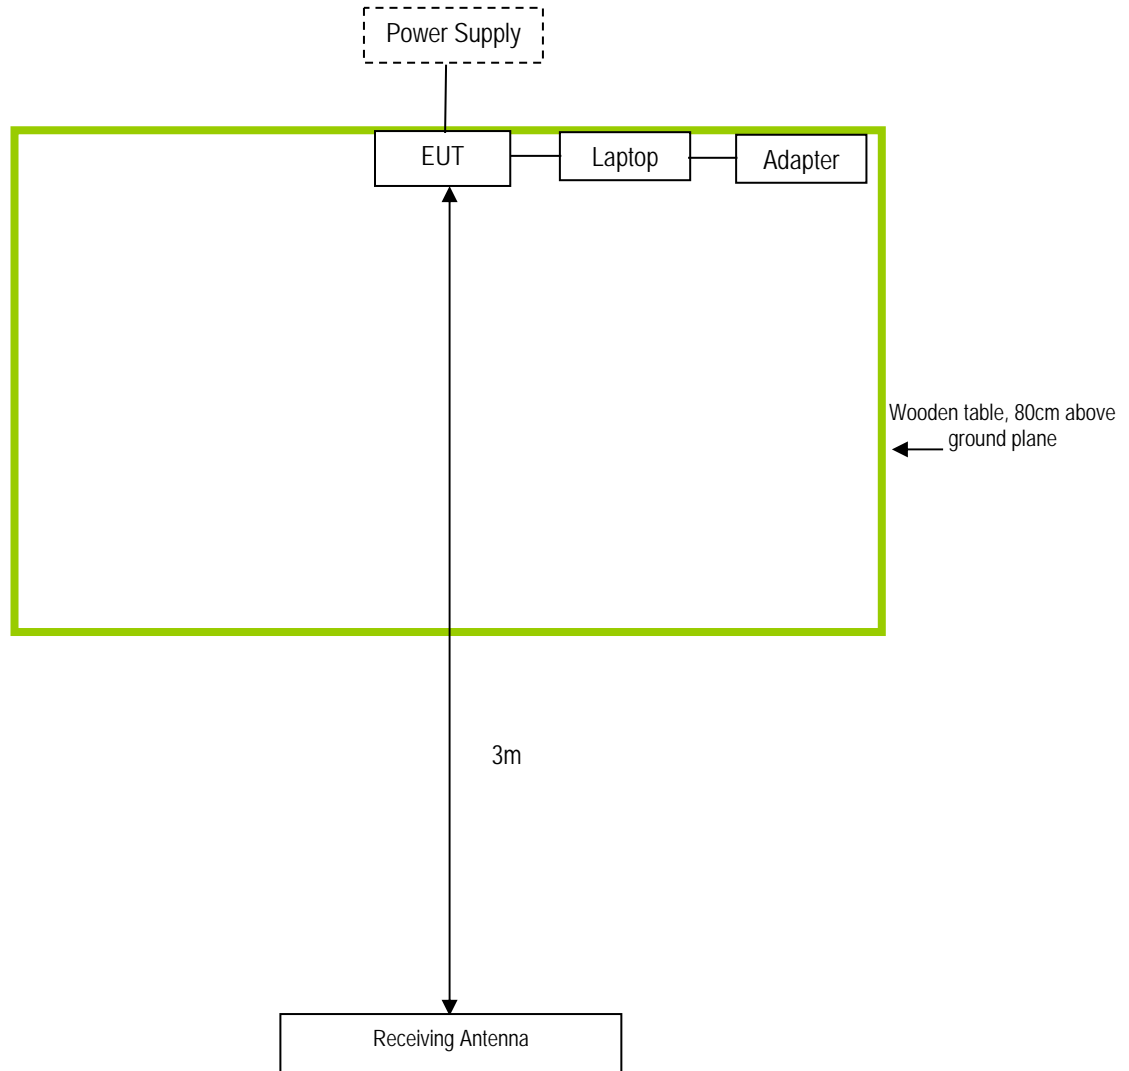 Power Supply
EUT
Laptop
Adapter
Wooden table, 80cm above
ground plane
3m
Receiving Antenna